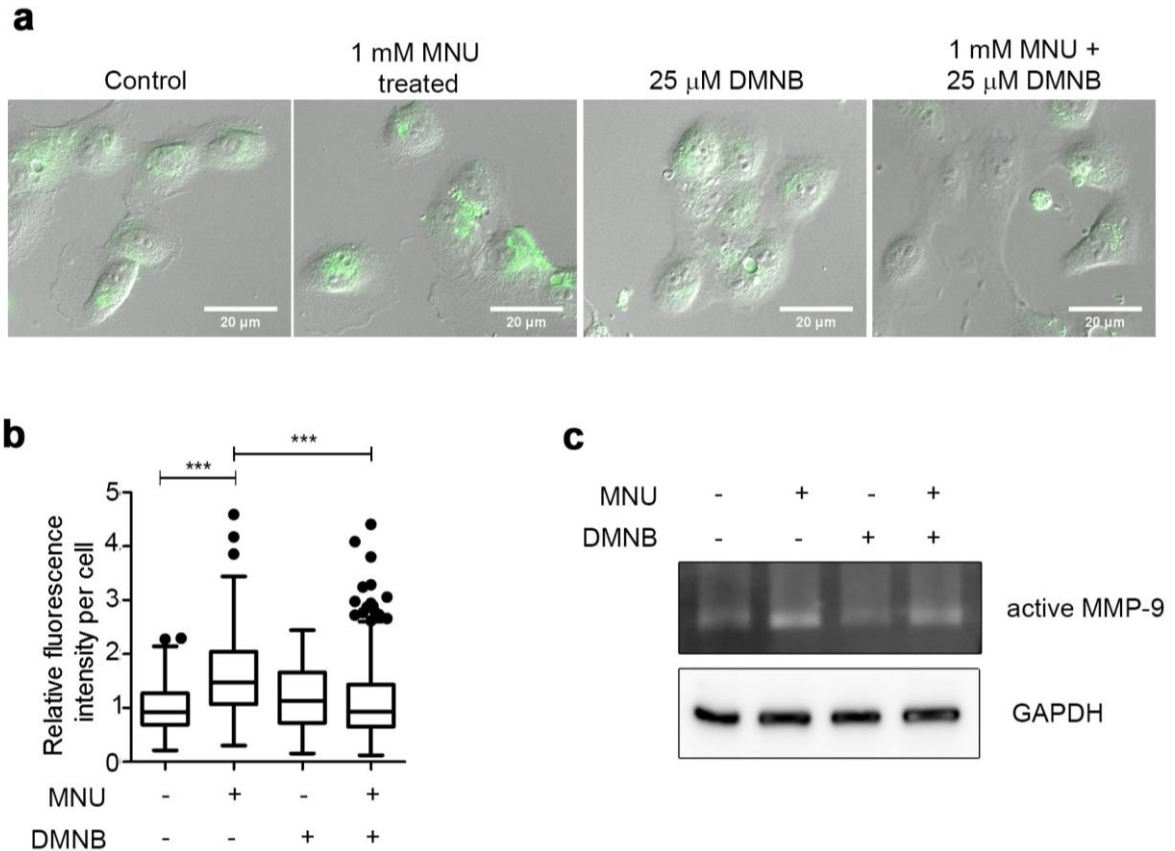 a
Control
1 mM MNU
treated
25 μM DMNB
1 mM MNU +
25 μM DMNB
20 μm
20 μm
20 μm
20 μm
b
***
***
Relative fluorescence
intensity per cell
5
4
3
2
1
0
MNU - + - +
DMNB - - + +
c
MNU - + - +
DMNB - - + +
active MMP-9
GAPDH